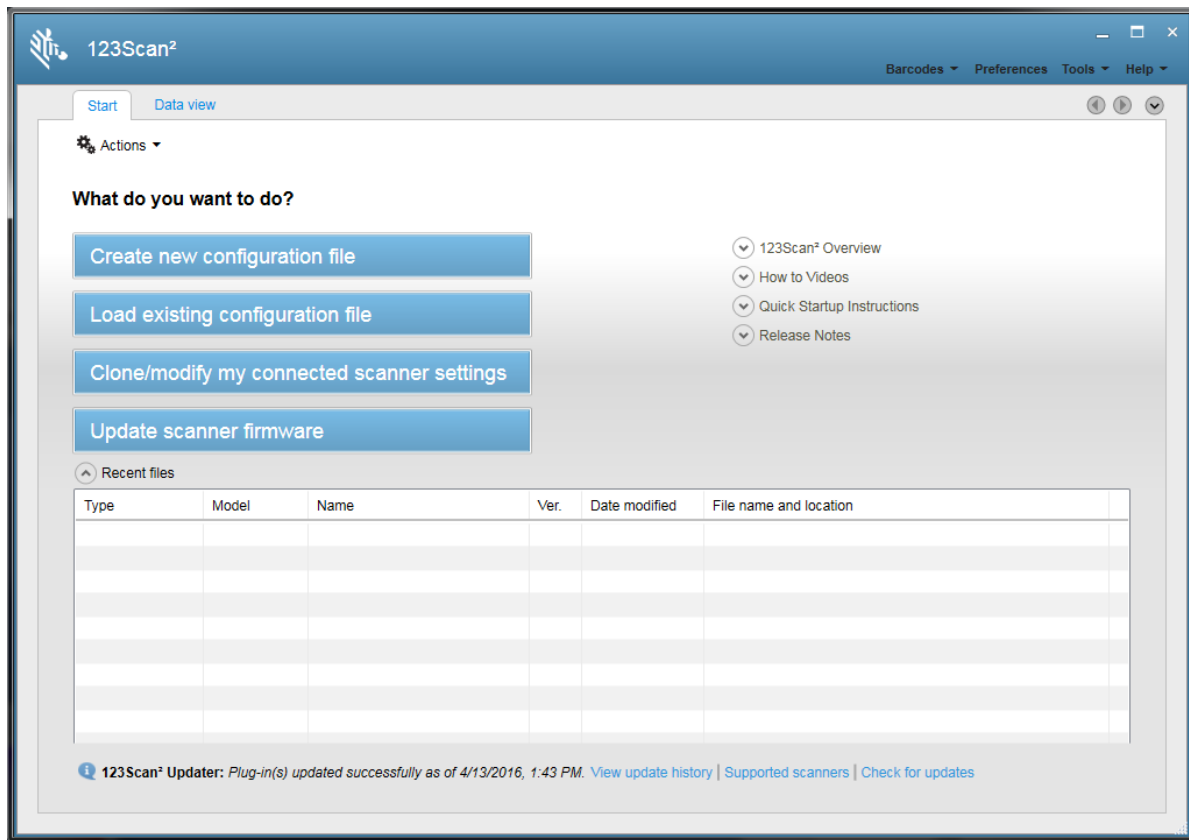 123Scan²
Barcodes Preferences Tools Help
Start Data view
Actions
What do you want to do?
Create new configuration file
Load existing configuration file
Clone/modify my connected scanner settings
Update scanner firmware
123Scan² Overview
How to Videos
Quick Startup Instructions
Release Notes
Recent files
Type Model Name Ver. Date modified File name and location
123Scan² Updater: Plug-in(s) updated successfully as of 4/13/2016, 1:43 PM. View update history | Supported scanners | Check for updates